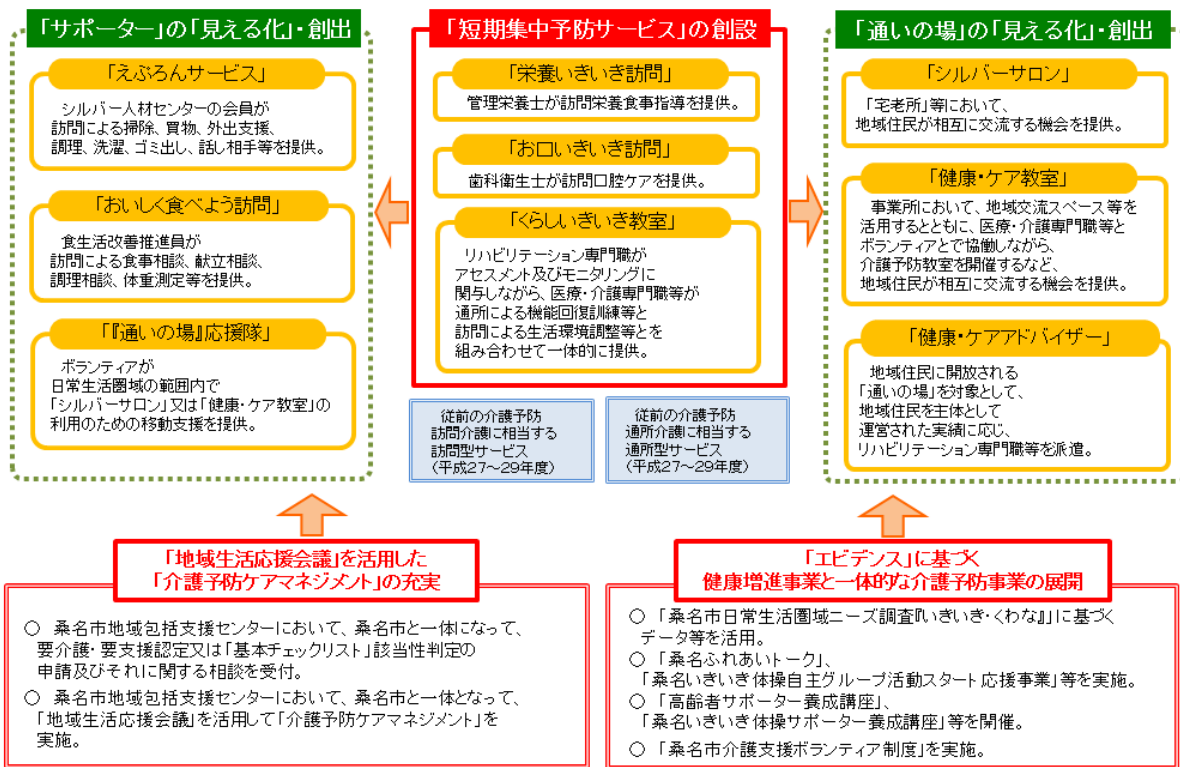 「サポーター」の「見える化」・創出
「えぷろんサービス」
シルバー人材センターの会員が
訪問による掃除、買物、外出支援、
調理、洗濯、ゴミ出し、話し相手等を提供。
「おいしく食べよう訪問」
食生活改善推進員が
訪問による食事相談、献立相談、
調理相談、体重測定等を提供。
「『通いの場』応援隊」
ボランティアが
日常生活圏域の範囲内で
「シルバーサロン」又は「健康・ケア教室」の
利用のための移動支援を提供。
「短期集中予防サービス」の創設
「栄養いきいき訪問」
管理栄養士が訪問栄養食事指導を提供。
「お口いきいき訪問」
歯科衛生士が訪問口腔ケアを提供。
「くらしいきいき教室」
リハビリテーション専門職が
アセスメント及びモニタリングに
関与しながら、医療・介護専門職等が
通所による機能回復訓練等と
訪問による生活環境調整等とを
組み合わせて一体的に提供。
従前の介護予防
訪問介護に相当する
訪問型サービス
(平成27～29年度)
従前の介護予防
通所介護に相当する
通所型サービス
(平成27～29年度)
「通いの場」の「見える化」・創出
「シルバーサロン」
「宅老所」等において、
地域住民が相互に交流する機会を提供。
「健康・ケア教室」
事業所において、地域交流スペース等を
活用するとともに、医療・介護専門職等と
ボランティアとで協働しながら、
介護予防教室を開催するなど、
地域住民が相互に交流する機会を提供。
「健康・ケアアドバイザー」
地域住民に開放される
「通いの場」を対象として、
地域住民を主体として
運営された実績に応じ、
リハビリテーション専門職等を派遣。
「地域生活応援会議」を活用した
「介護予防ケアマネジメント」の充実
○ 桑名市地域包括支援センターにおいて、桑名市と一体になって、
要介護・要支援認定又は「基本チェックリスト」該当性判定の
申請及びそれに関する相談を受付。
○ 桑名市地域包括支援センターにおいて、桑名市と一体となって、
「地域生活応援会議」を活用して「介護予防ケアマネジメント」を
実施。
「エビデンス」に基づく
健康増進事業と一体的な介護予防事業の展開
○ 「桑名市日常生活圏域ニーズ調査『いきいき・くわな』」に基づく
データ等を活用。
○ 「桑名ふれあいトーク」、
「桑名いきいき体操自主グループ活動スタート応援事業」等を実施。
○ 「高齢者サポーター養成講座」、
「桑名いきいき体操サポーター養成講座」等を開催。
○ 「桑名市介護支援ボランティア制度」を実施。